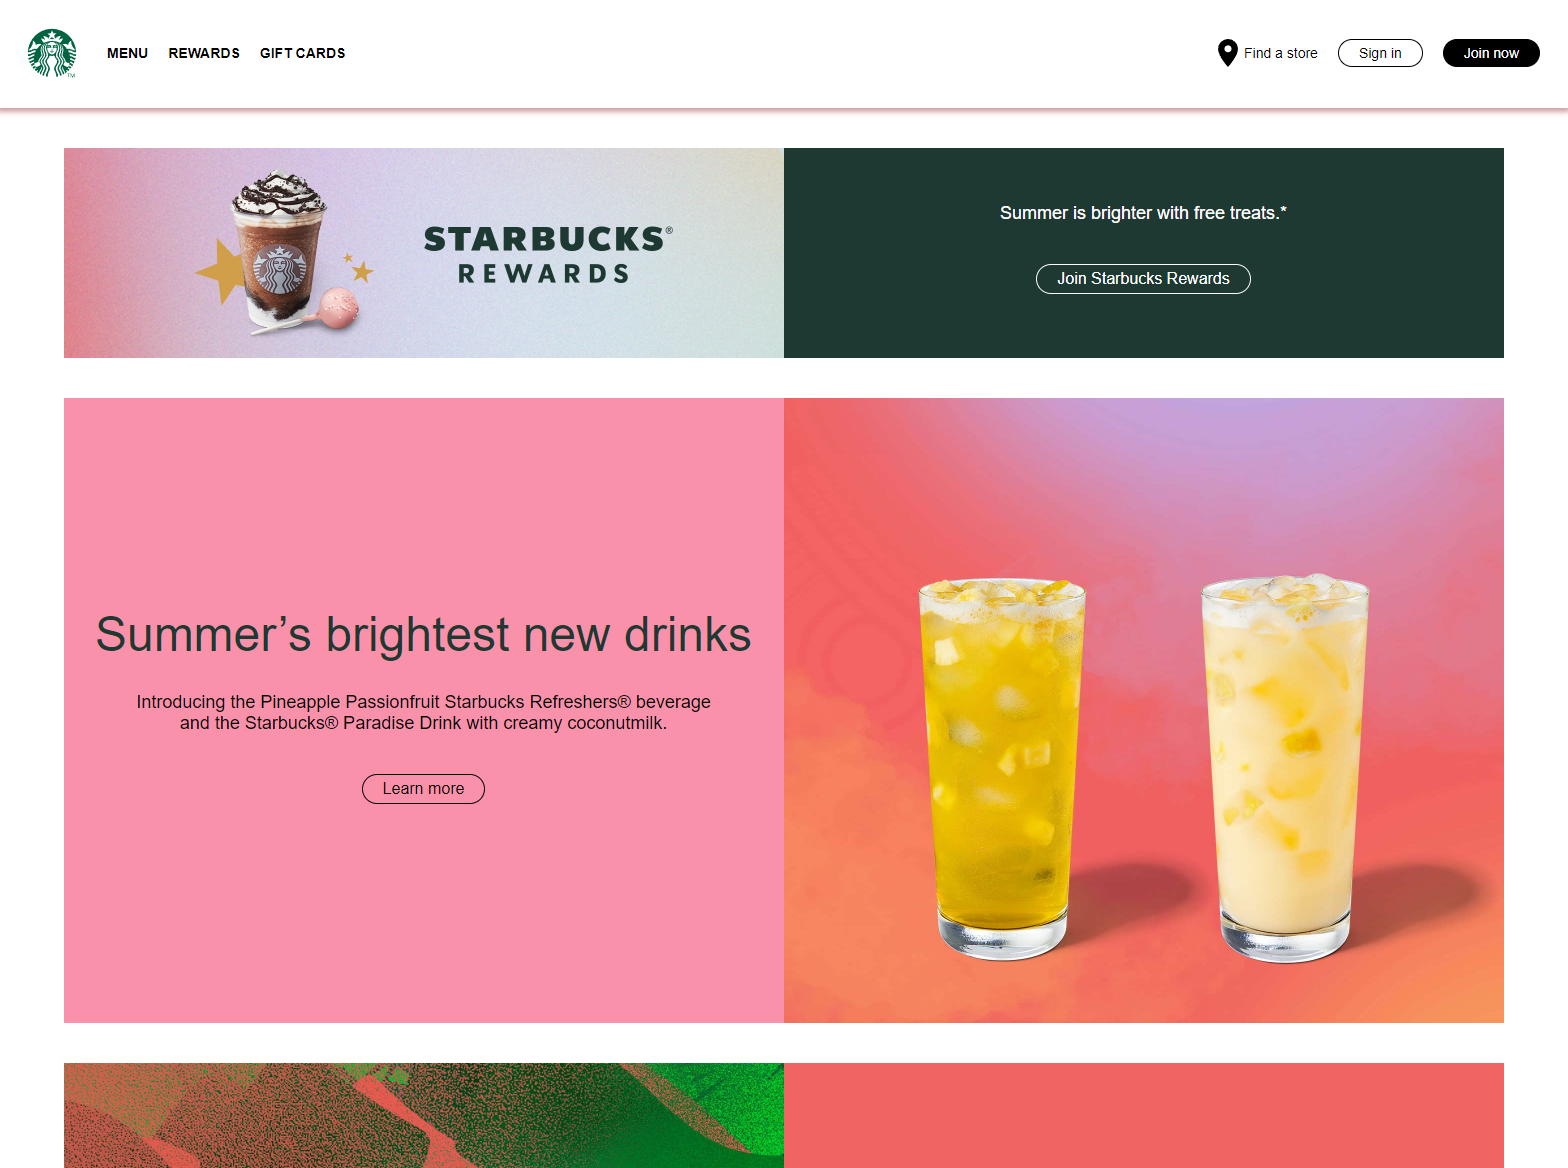 MENU REWARDS GIFT CARDS Find a store Sign in Join now
TM
STARBUCKS®
REWARDS
Summer is brighter with free treats.*
Join Starbucks Rewards
Summer’s brightest new drinks
Introducing the Pineapple Passionfruit Starbucks Refreshers® beverage
and the Starbucks® Paradise Drink with creamy coconutmilk.
Learn more